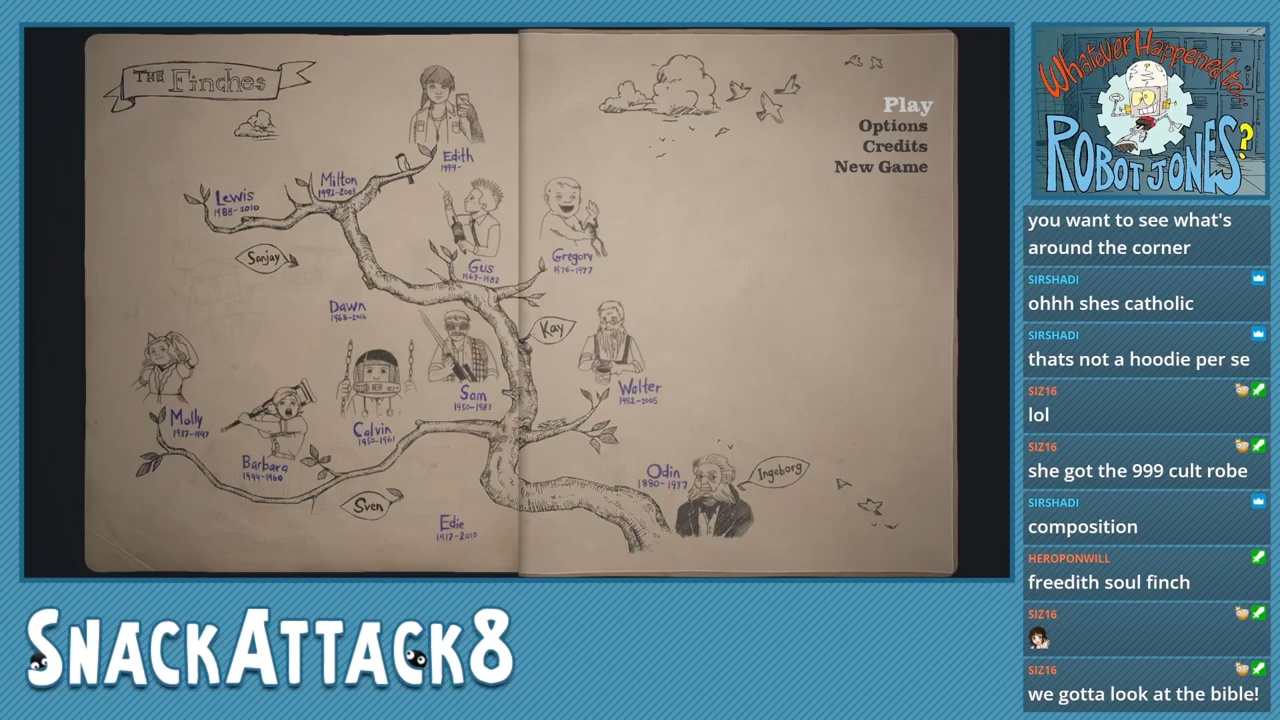 THE Finches
Edith
1999-
Milton
1992-2003
Lewis
1988-2010
Sanjay
Gus
1969-1982
Gregory
1976-1977
Dawn
1968-2016
Kay
Sam
1950-1983
Walter
1952-2005
Molly
1937-1947
Calvin
1950-1961
Barbara
1944-1960
Sven
Edie
1917-2010
Odin
1880-1937
Ingeborg
Play
Options
Credits
New Game
Whatever Happened to...
ROBOT JONES?
you want to see what's
around the corner
SIRSHADI
ohhh shes catholic
SIRSHADI
thats not a hoodie per se
SIZ16
lol
SIZ16
she got the 999 cult robe
SIRSHADI
composition
HEROPONWILL
freedith soul finch
SIZ16
SIZ16
we gotta look at the bible!
SNACKATTACK8